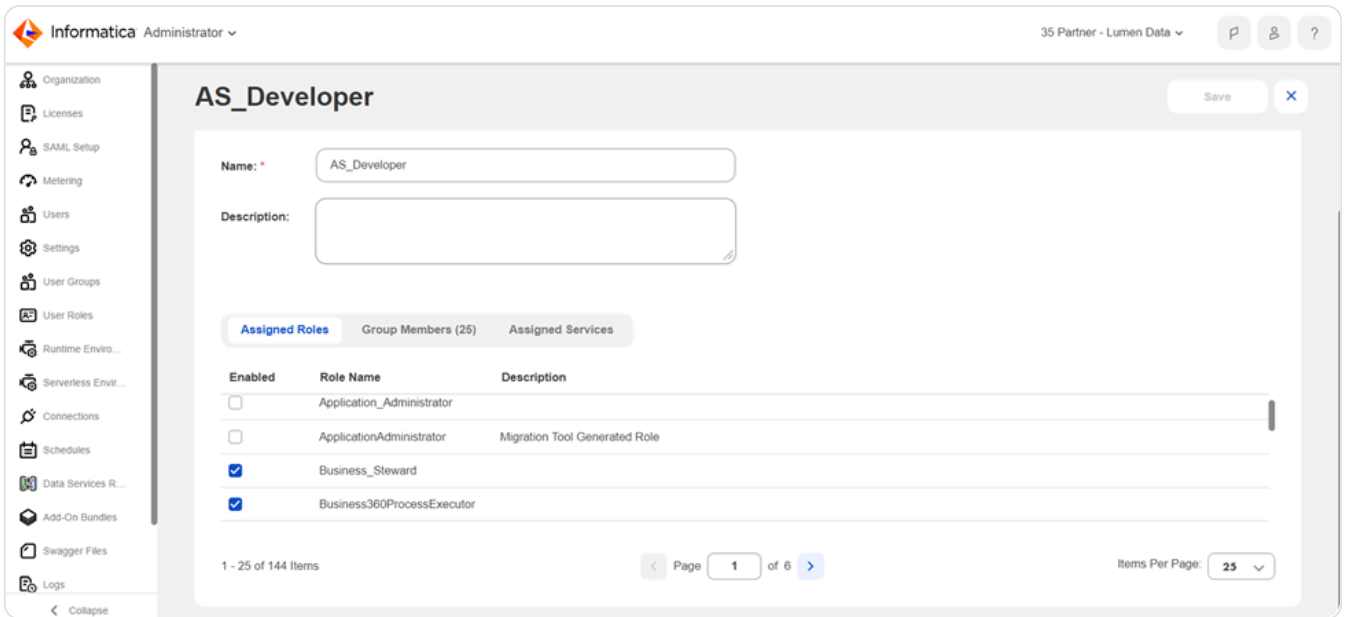 Informatica Administrator
35 Partner - Lumen Data
?
Organization
Licenses
SAML Setup
Metering
Users
Settings
User Groups
User Roles
Runtime Enviro...
Serverless Envir...
Connections
Schedules
Data Services R...
Add-On Bundles
Swagger Files
Logs
Collapse
AS_Developer
Save
Name: *
AS_Developer
Description:
Assigned Roles
Group Members (25)
Assigned Services
Enabled Role Name Description
Application_Administrator
ApplicationAdministrator Migration Tool Generated Role
Business_Steward
Business360ProcessExecutor
1 - 25 of 144 Items
Page 1 of 6
Items Per Page: 25